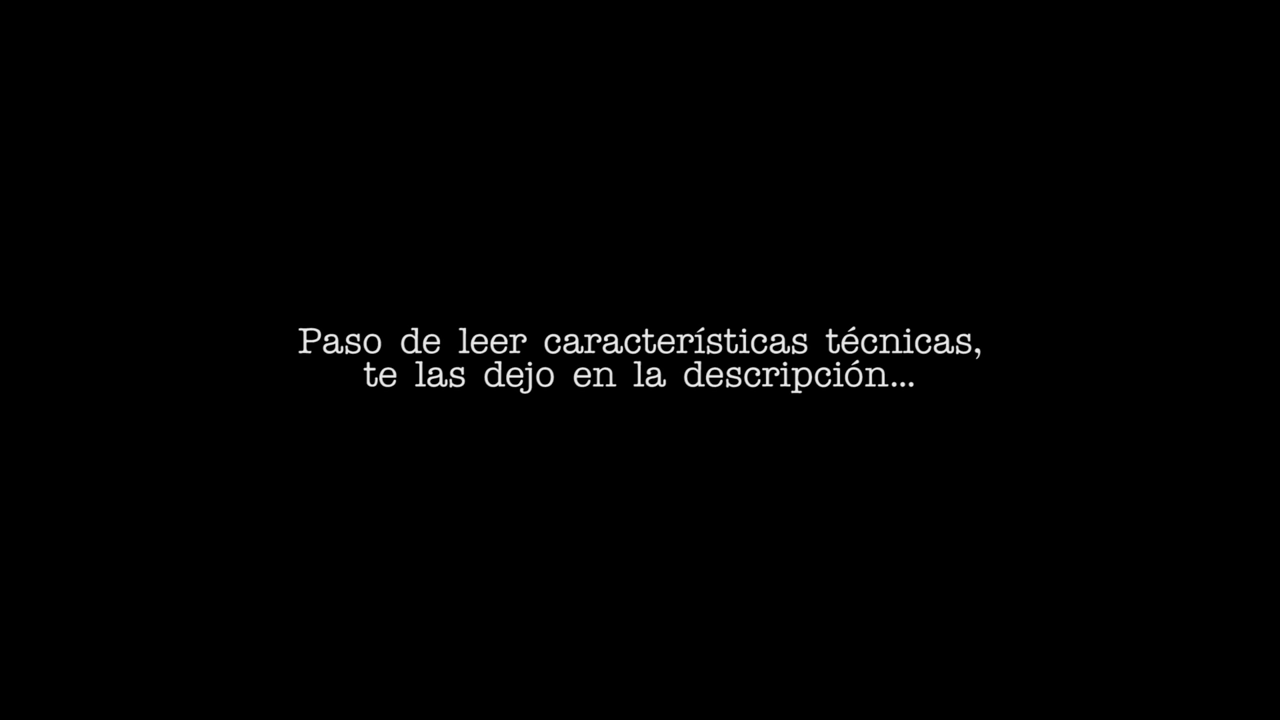 Paso de leer características técnicas,
te las dejo en la descripción...